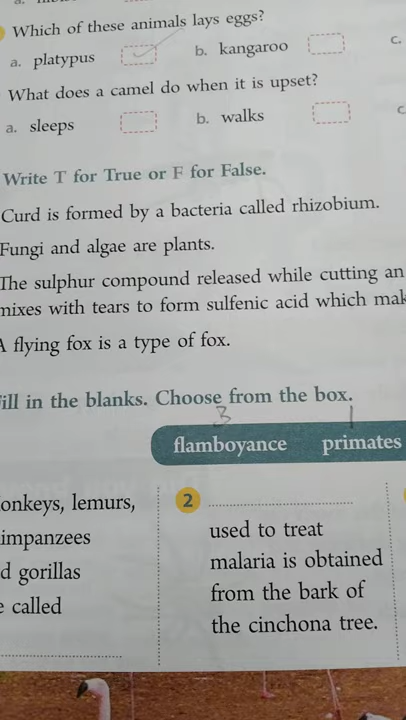 Which of these animals lays eggs?
a. platypus b. kangaroo c.
What does a camel do when it is upset?
a. sleeps b. walks c
Write T for True or F for False.
Curd is formed by a bacteria called rhizobium.
Fungi and algae are plants.
The sulphur compound released while cutting an
mixes with tears to form sulfenic acid which mak
A flying fox is a type of fox.
ill in the blanks. Choose from the box.
3 1
flamboyance primates
onkeys, lemurs,
impanzees
d gorillas
e called
2
used to treat
malaria is obtained
from the bark of
the cinchona tree.